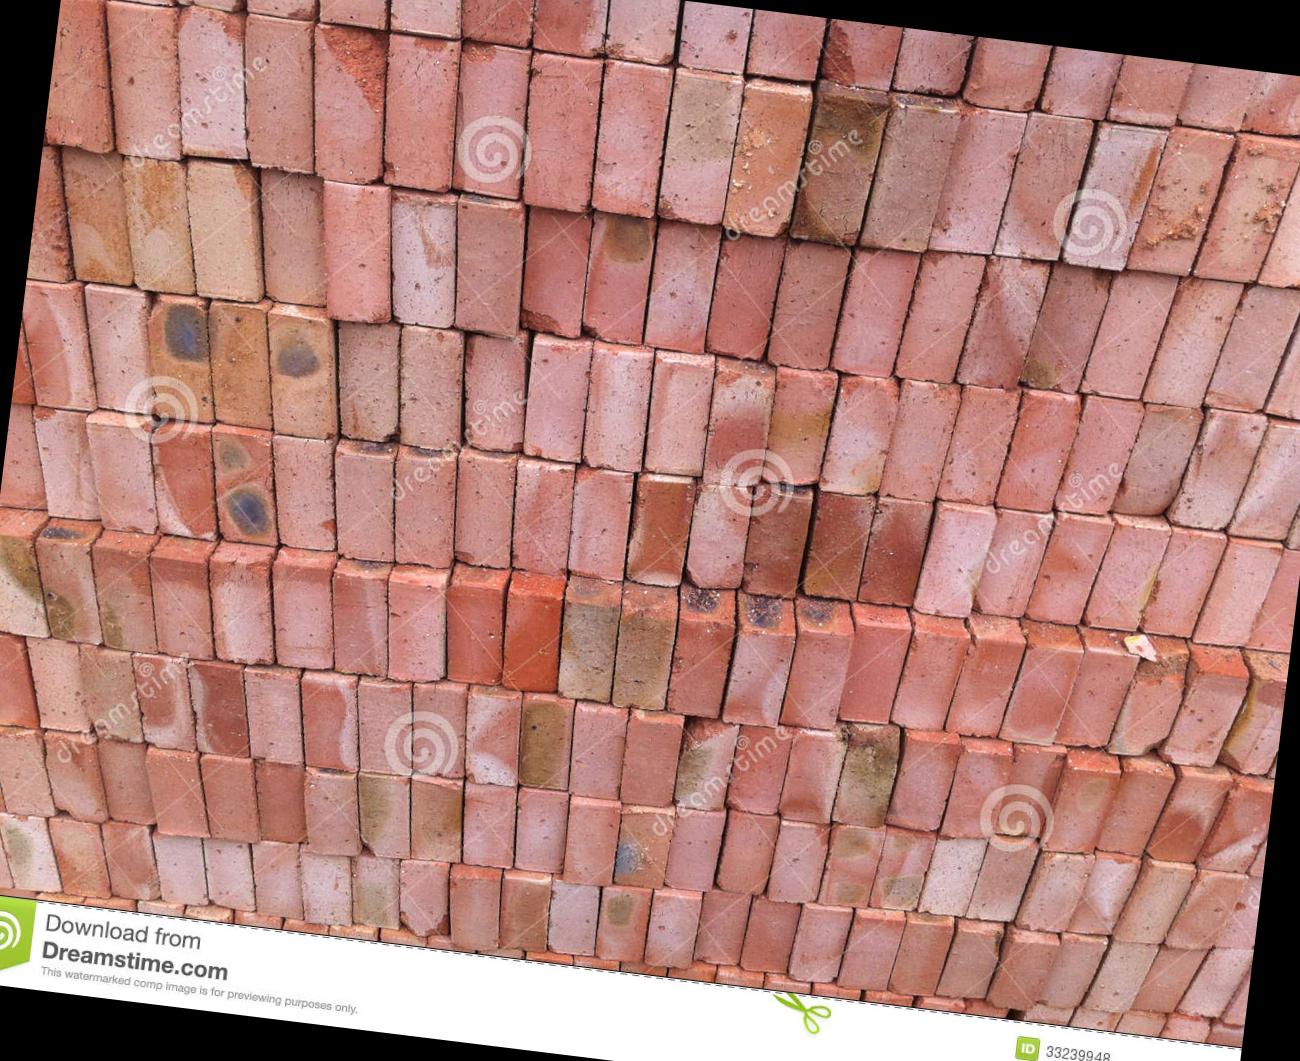 dreamstime
dreamstime
dreamstime
dreamstime
dreamstime
dreamstime
Download from
Dreamstime.com
This watermarked comp image is for previewing purposes only.
ID 33239948